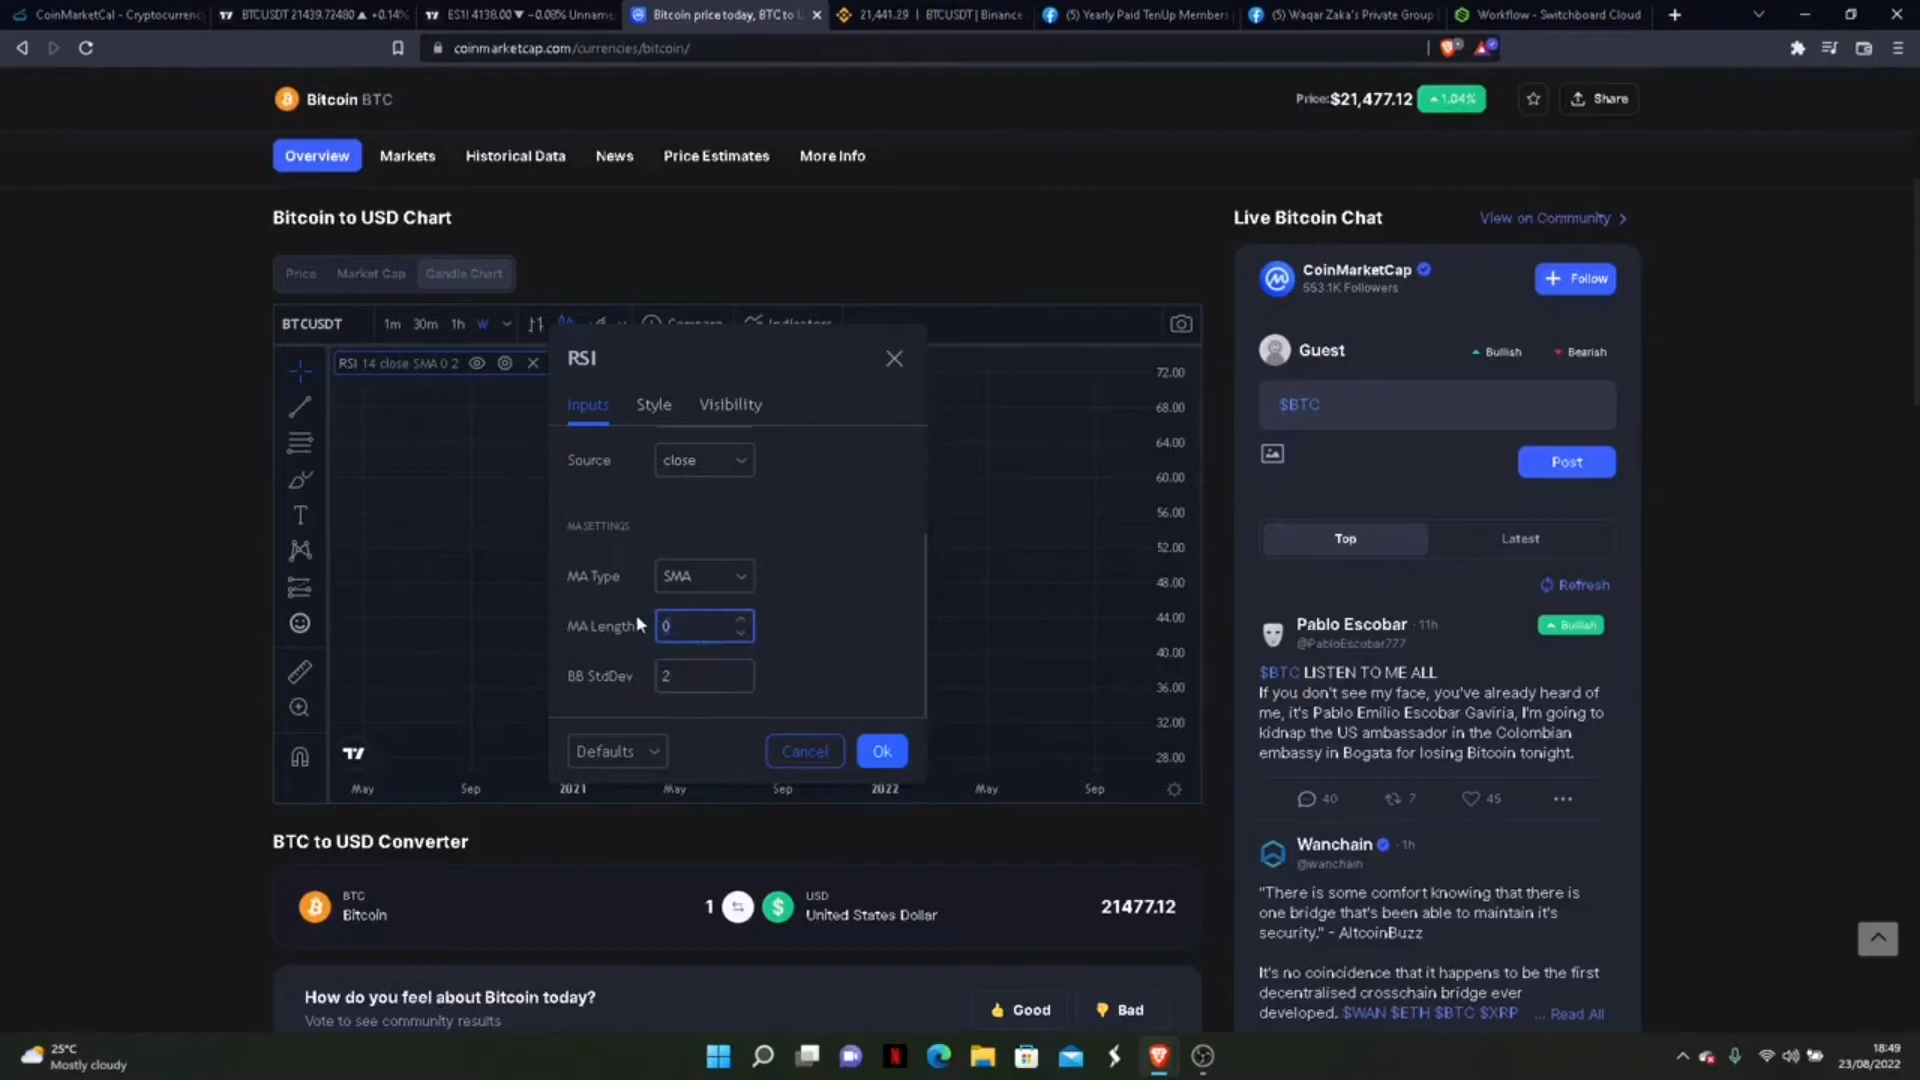 CoinMarketCal - Cryptocurrenc
BTCUSDT 21439.72480 ▲ +0.14%
ES1! 4138.00 ▼ −0.08% Unname
Bitcoin price today, BTC to U
21,441.29 | BTCUSDT | Binance
(5) Yearly Paid TenUp Members
(5) Waqar Zaka's Private Group
Workflow - Switchboard Cloud
coinmarketcap.com/currencies/bitcoin/
Bitcoin BTC
Price:$21,477.12
1.04%
Share
Overview
Markets
Historical Data
News
Price Estimates
More Info
Bitcoin to USD Chart
Price
Market Cap
Candle Chart
BTCUSDT
1m 30m 1h W
Compare
Indicators
RSI 14 close SMA 0 2
RSI
Inputs
Style
Visibility
Source
close
MA SETTINGS
MA Type
SMA
MA Length
0
BB StdDev
2
Defaults
Cancel
Ok
72.00
68.00
64.00
60.00
56.00
52.00
48.00
44.00
40.00
36.00
32.00
28.00
May
Sep
2021
May
Sep
2022
May
Sep
BTC to USD Converter
BTC
Bitcoin
1
USD
United States Dollar
21477.12
How do you feel about Bitcoin today?
Vote to see community results
Good
Bad
Live Bitcoin Chat
View on Community
CoinMarketCap
553.1K Followers
Follow
Guest
Bullish
Bearish
$BTC
Post
Top
Latest
Refresh
Pablo Escobar · 11h
@PabloEscobar777
Bullish
$BTC LISTEN TO ME ALL
If you don't see my face, you've already heard of
me, it's Pablo Emilio Escobar Gaviria, I'm going to
kidnap the US ambassador in the Colombian
embassy in Bogata for losing Bitcoin tonight.
40
7
45
Wanchain · 1h
@wanchain
"There is some comfort knowing that there is
one bridge that's been able to maintain it's
security." - AltcoinBuzz
It's no coincidence that it happens to be the first
decentralised crosschain bridge ever
developed. $WAN $ETH $BTC $XRP ... Read All
25°C
Mostly cloudy
18:49
23/08/2022